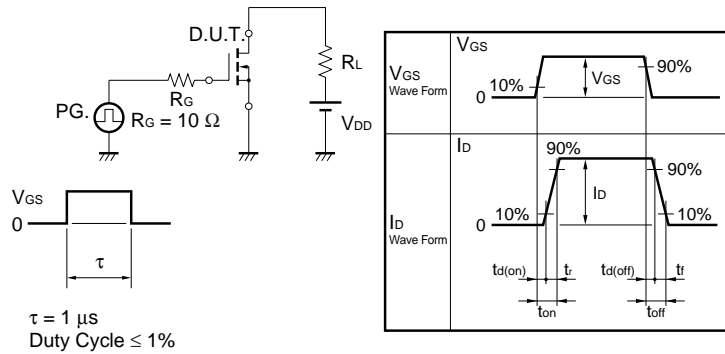 D.U.T.
RL
RG
PG.
RG = 10 Ω
VDD
VGS
0
τ
τ = 1 μs
Duty Cycle ≤ 1%
VGS
Wave Form
VGS
10%
0
VGS
90%
ID
Wave Form
ID
90%
90%
ID
10%
0
10%
td(on)
tr
td(off)
tf
ton
toff